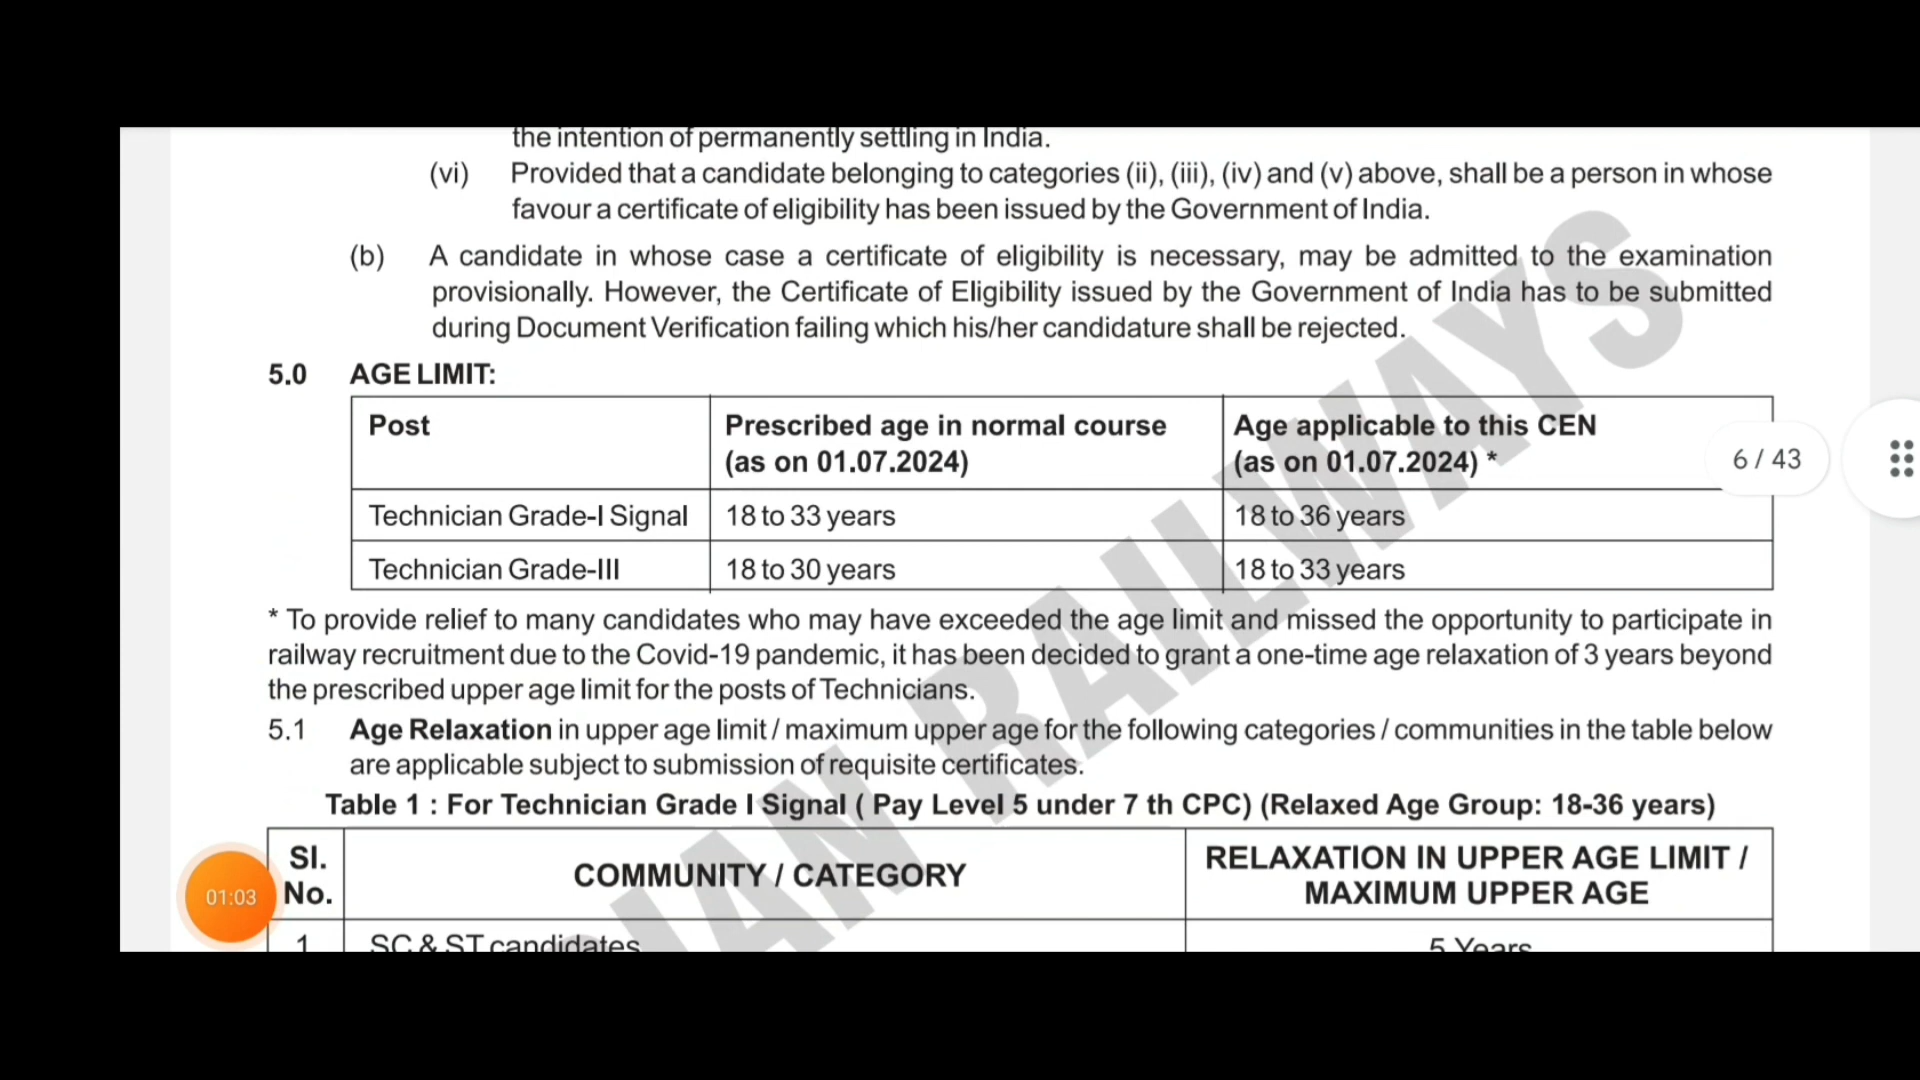 the intention of permanently settling in India.
(vi) Provided that a candidate belonging to categories (ii), (iii), (iv) and (v) above, shall be a person in whose
favour a certificate of eligibility has been issued by the Government of India.
(b) A candidate in whose case a certificate of eligibility is necessary, may be admitted to the examination
provisionally. However, the Certificate of Eligibility issued by the Government of India has to be submitted
during Document Verification failing which his/her candidature shall be rejected.
5.0 AGE LIMIT:
Post Prescribed age in normal course Age applicable to this CEN
(as on 01.07.2024) (as on 01.07.2024) *
6 / 43
Technician Grade-I Signal 18 to 33 years 18 to 36 years
Technician Grade-III 18 to 30 years 18 to 33 years
* To provide relief to many candidates who may have exceeded the age limit and missed the opportunity to participate in
railway recruitment due to the Covid-19 pandemic, it has been decided to grant a one-time age relaxation of 3 years beyond
the prescribed upper age limit for the posts of Technicians.
5.1 Age Relaxation in upper age limit / maximum upper age for the following categories / communities in the table below
are applicable subject to submission of requisite certificates.
Table 1 : For Technician Grade I Signal ( Pay Level 5 under 7 th CPC) (Relaxed Age Group: 18-36 years)
Sl. No. COMMUNITY / CATEGORY RELAXATION IN UPPER AGE LIMIT /
MAXIMUM UPPER AGE
01:03
1 SC & ST candidates 5 Years
RAILWAYS